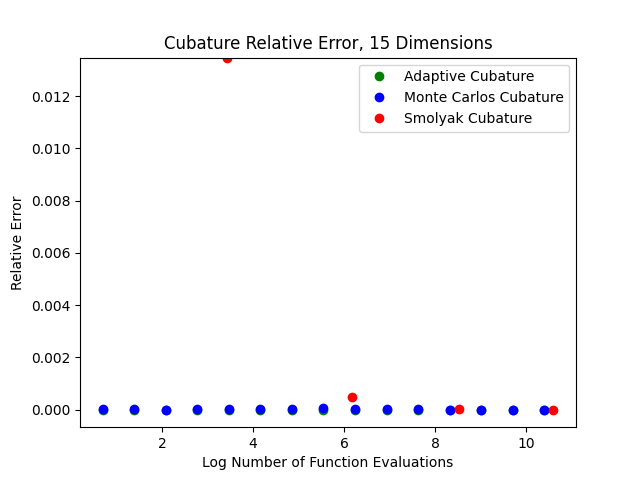 Cubature Relative Error, 15 Dimensions
Adaptive Cubature
Monte Carlos Cubature
Smolyak Cubature
0.012
0.010
0.008
0.006
0.004
0.002
0.000
Relative Error
2 4 6 8 10
Log Number of Function Evaluations